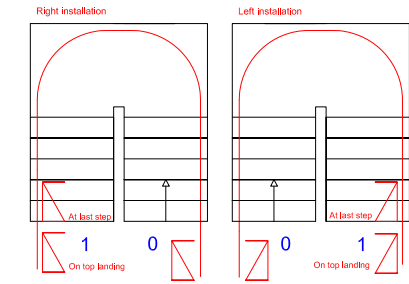 Right installation
Left installation
At last step
At last step
1
0
0
1
On top landing
On top landing